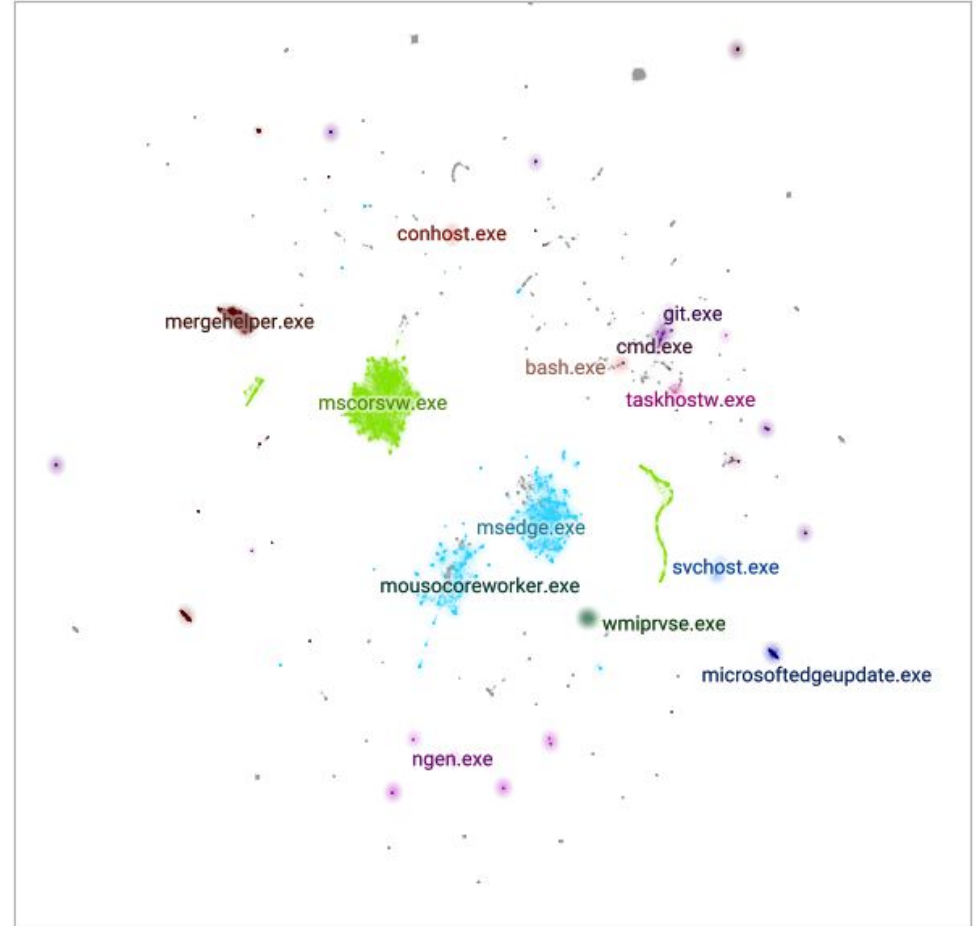 conhost.exe
git.exe
mergehelper.exe
cmd.exe
bash.exe
taskhostw.exe
mscorsvw.exe
msedge.exe
svchost.exe
mousocoreworker.exe
wmiprvse.exe
microsoftedgeupdate.exe
ngen.exe